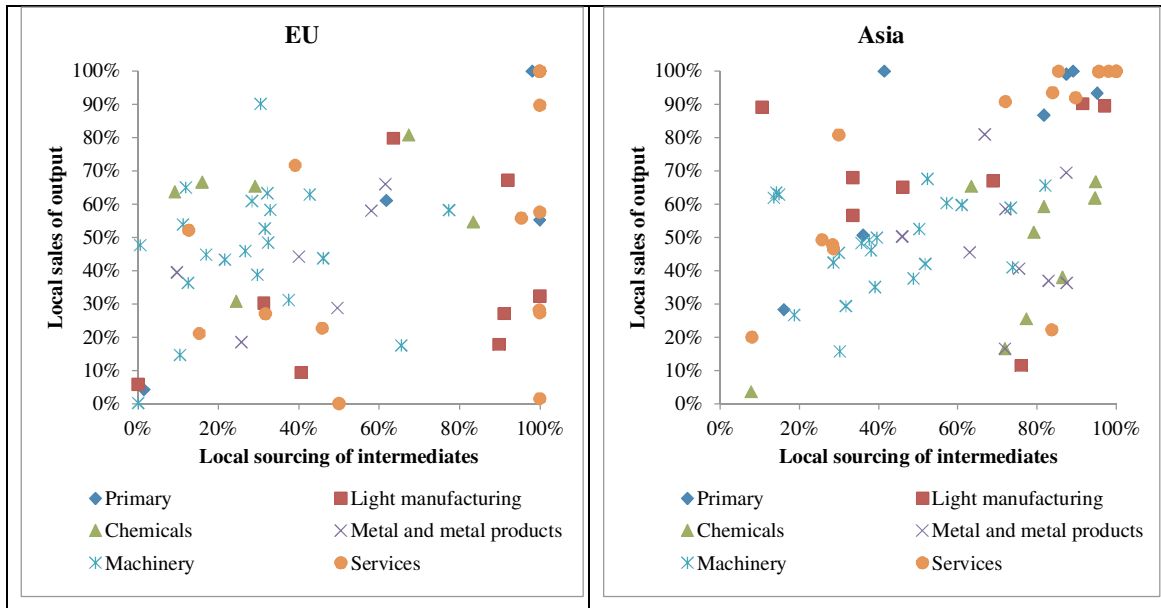 EU
100%
90%
80%
70%
60%
50%
40%
30%
20%
10%
0%
Local sales of output
0% 20% 40% 60% 80% 100%
Local sourcing of intermediates
Primary Light manufacturing
Chemicals Metal and metal products
Machinery Services
Asia
100%
90%
80%
70%
60%
50%
40%
30%
20%
10%
0%
Local sales of output
0% 20% 40% 60% 80% 100%
Local sourcing of intermediates
Primary Light manufacturing
Chemicals Metal and metal products
Machinery Services